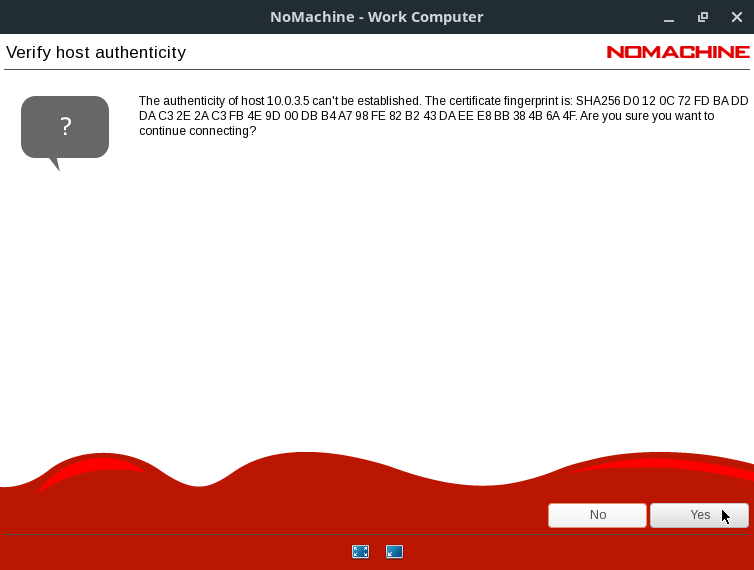 NoMachine - Work Computer
Verify host authenticity
NOMACHINE
The authenticity of host 10.0.3.5 can't be established. The certificate fingerprint is: SHA256 D0 12 0C 72 FD BA DD
DA C3 2E 2A C3 FB 4E 9D 00 DB B4 A7 98 FE 82 B2 43 DA EE E8 BB 38 4B 6A 4F. Are you sure you want to
continue connecting?
?
No
Yes